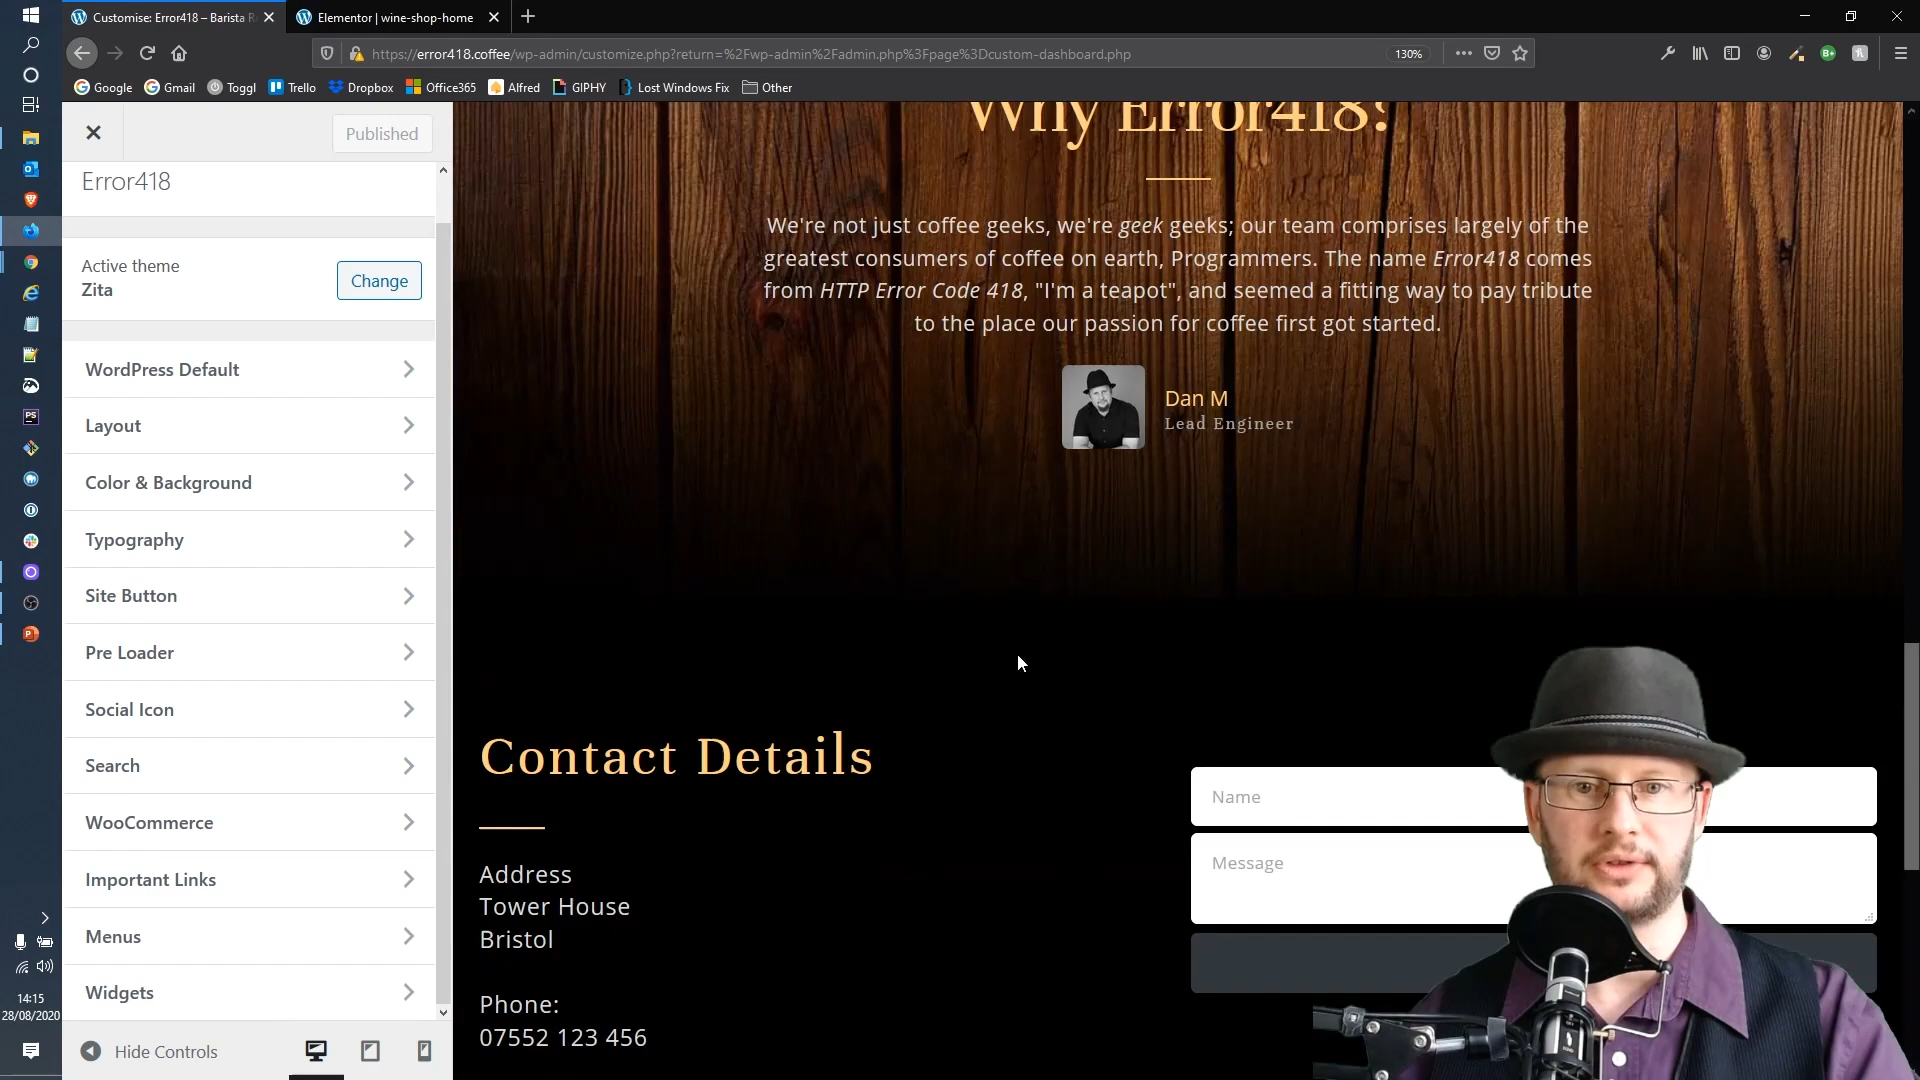 Customise: Error418 – Barista R
Elementor | wine-shop-home
https://error418.coffee/wp-admin/customize.php?return=%2Fwp-admin%2Fadmin.php%3Fpage%3Dcustom-dashboard.php
130%
Google
Gmail
Toggl
Trello
Dropbox
Office365
Alfred
GIPHY
Lost Windows Fix
Other
Published
Error418
Active theme
Zita
Change
WordPress Default
Layout
Color & Background
Typography
Site Button
Pre Loader
Social Icon
Search
WooCommerce
Important Links
Menus
Widgets
Hide Controls
Why Error418?
We're not just coffee geeks, we're geek geeks; our team comprises largely of the
greatest consumers of coffee on earth, Programmers. The name Error418 comes
from HTTP Error Code 418, "I'm a teapot", and seemed a fitting way to pay tribute
to the place our passion for coffee first got started.
Dan M
Lead Engineer
Contact Details
Address
Tower House
Bristol
Phone:
07552 123 456
Name
Message
PS
14:15
28/08/2020